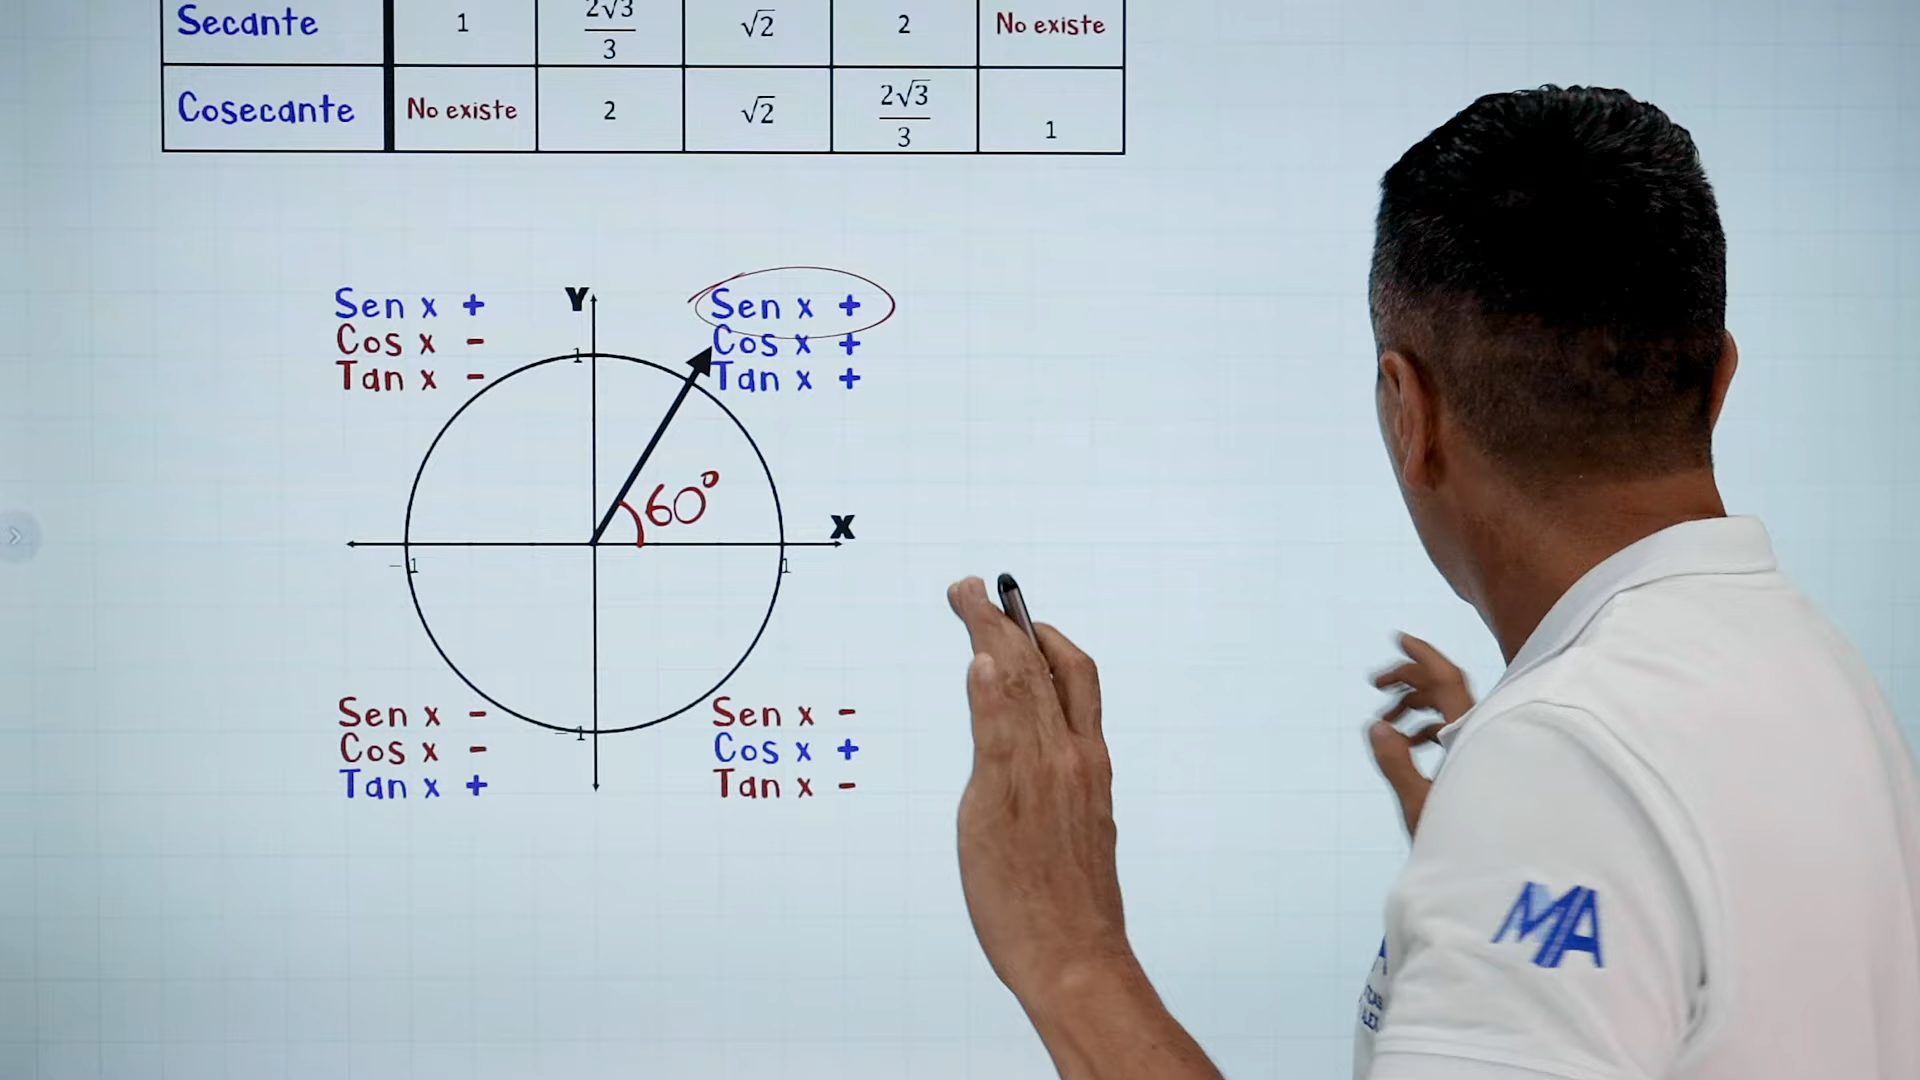 Secante 1 2√3/3 √2 2 No existe
Cosecante No existe 2 √2 2√3/3 1
Sen x + Y Sen x +
Cos x - Cos x +
Tan x - 1 Tan x +
60°
X
-1 1
Sen x - Sen x -
Cos x - -1 Cos x +
Tan x + Tan x -
MA